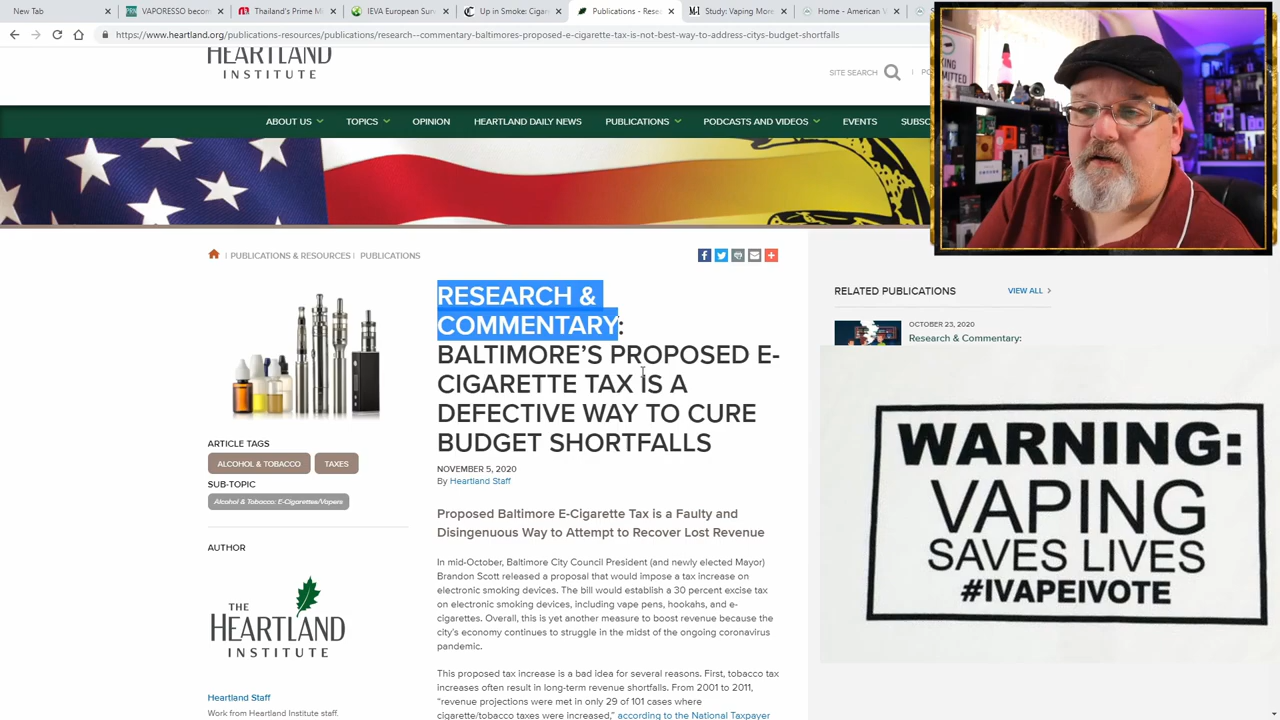 VAPORESSO becom
Thailand's Prime M
IEVA European Sur
Up in Smoke: Cigar
Publications - Rese
Study: Vaping More
Home - American V
https://www.heartland.org/publications-resources/publications/research--commentary-baltimores-proposed-e-cigarette-tax-is-not-best-way-to-address-citys-budget-shortfalls
HEARTLAND
INSTITUTE
SITE SEARCH
ABOUT US
TOPICS
OPINION
HEARTLAND DAILY NEWS
PUBLICATIONS
PODCASTS AND VIDEOS
EVENTS
SUBSC
PUBLICATIONS & RESOURCES
PUBLICATIONS
RESEARCH &
COMMENTARY:
BALTIMORE'S PROPOSED E-
CIGARETTE TAX IS A
DEFECTIVE WAY TO CURE
BUDGET SHORTFALLS
NOVEMBER 5, 2020
By Heartland Staff
Proposed Baltimore E-Cigarette Tax is a Faulty and
Disingenuous Way to Attempt to Recover Lost Revenue
In mid-October, Baltimore City Council President (and newly elected Mayor)
Brandon Scott released a proposal that would impose a tax increase on
electronic smoking devices. The bill would establish a 30 percent excise tax
on electronic smoking devices, including vape pens, hookahs, and e-
cigarettes. Overall, this is yet another measure to boost revenue because the
city's economy continues to struggle in the midst of the ongoing coronavirus
pandemic.
This proposed tax increase is a bad idea for several reasons. First, tobacco tax
increases often result in long-term revenue shortfalls. From 2001 to 2011,
"revenue projections were met in only 29 of 101 cases where
cigarette/tobacco taxes were increased," according to the National Taxpayer
ARTICLE TAGS
ALCOHOL & TOBACCO
TAXES
SUB-TOPIC
Alcohol & Tobacco: E-Cigarettes/Vapers
AUTHOR
THE
HEARTLAND
INSTITUTE
Heartland Staff
Work from Heartland Institute staff.
RELATED PUBLICATIONS
VIEW ALL
OCTOBER 23, 2020
Research & Commentary:
WARNING:
VAPING
SAVES LIVES
#IVAPEIVOTE